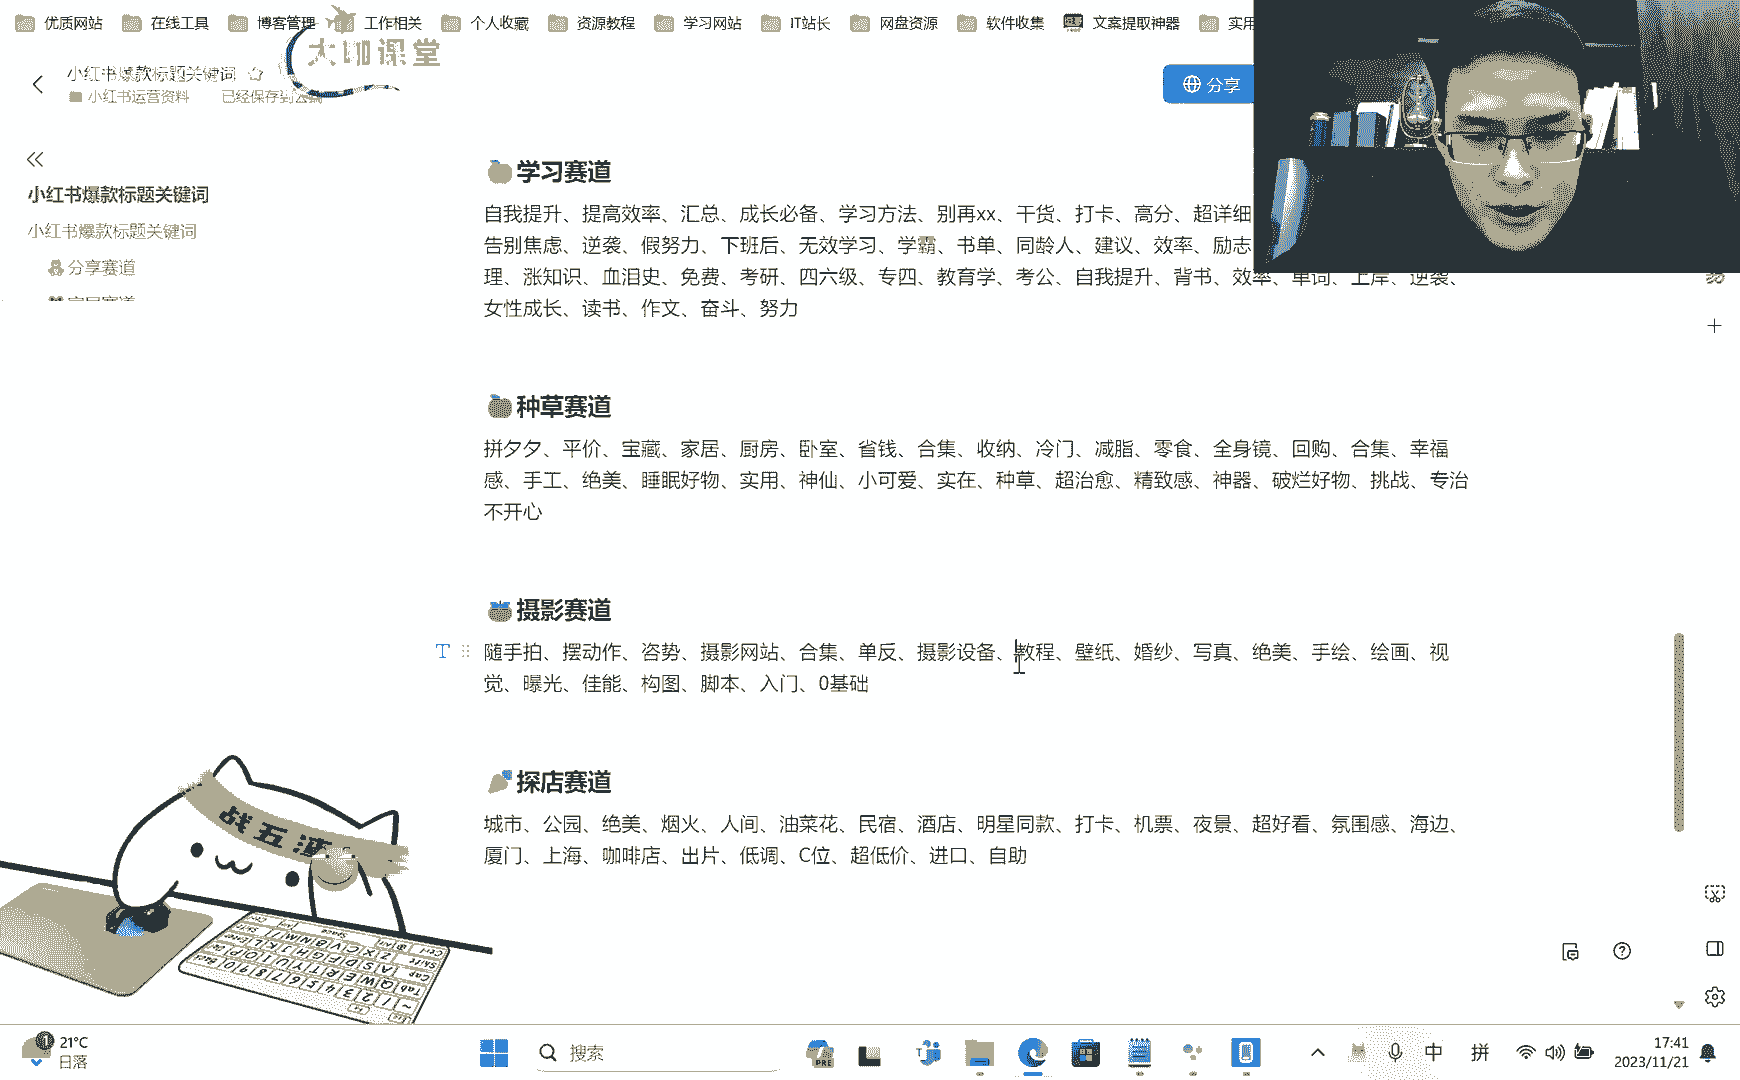 优质网站 在线工具 博客管理 工作相关 个人收藏 资源教程 学习网站 IT站长 网盘资源 软件收集 文案提取神器 实用
大咖课堂
小红书爆款标题关键词
小红书运营资料 已经保存到云端
分享
小红书爆款标题关键词
小红书爆款标题关键词
分享赛道
学习赛道
自我提升、提高效率、汇总、成长必备、学习方法、别再xx、干货、打卡、高分、超详细
告别焦虑、逆袭、假努力、下班后、无效学习、学霸、书单、同龄人、建议、效率、励志
理、涨知识、血泪史、免费、考研、四六级、专四、教育学、考公、自我提升、背书、效率、单词、上岸、逆袭、
女性成长、读书、作文、奋斗、努力
种草赛道
拼夕夕、平价、宝藏、家居、厨房、卧室、省钱、合集、收纳、冷门、减脂、零食、全身镜、回购、合集、幸福
感、手工、绝美、睡眠好物、实用、神仙、小可爱、实在、种草、超治愈、精致感、神器、破烂好物、挑战、专治
不开心
摄影赛道
随手拍、摆动作、咨势、摄影网站、合集、单反、摄影设备、教程、壁纸、婚纱、写真、绝美、手绘、绘画、视
觉、曝光、佳能、构图、脚本、入门、0基础
探店赛道
城市、公园、绝美、烟火、人间、油菜花、民宿、酒店、明星同款、打卡、机票、夜景、超好看、氛围感、海边、
厦门、上海、咖啡店、出片、低调、C位、超低价、进口、自助
战五渣
21°C
日落
搜索
中 拼
17:41
2023/11/21